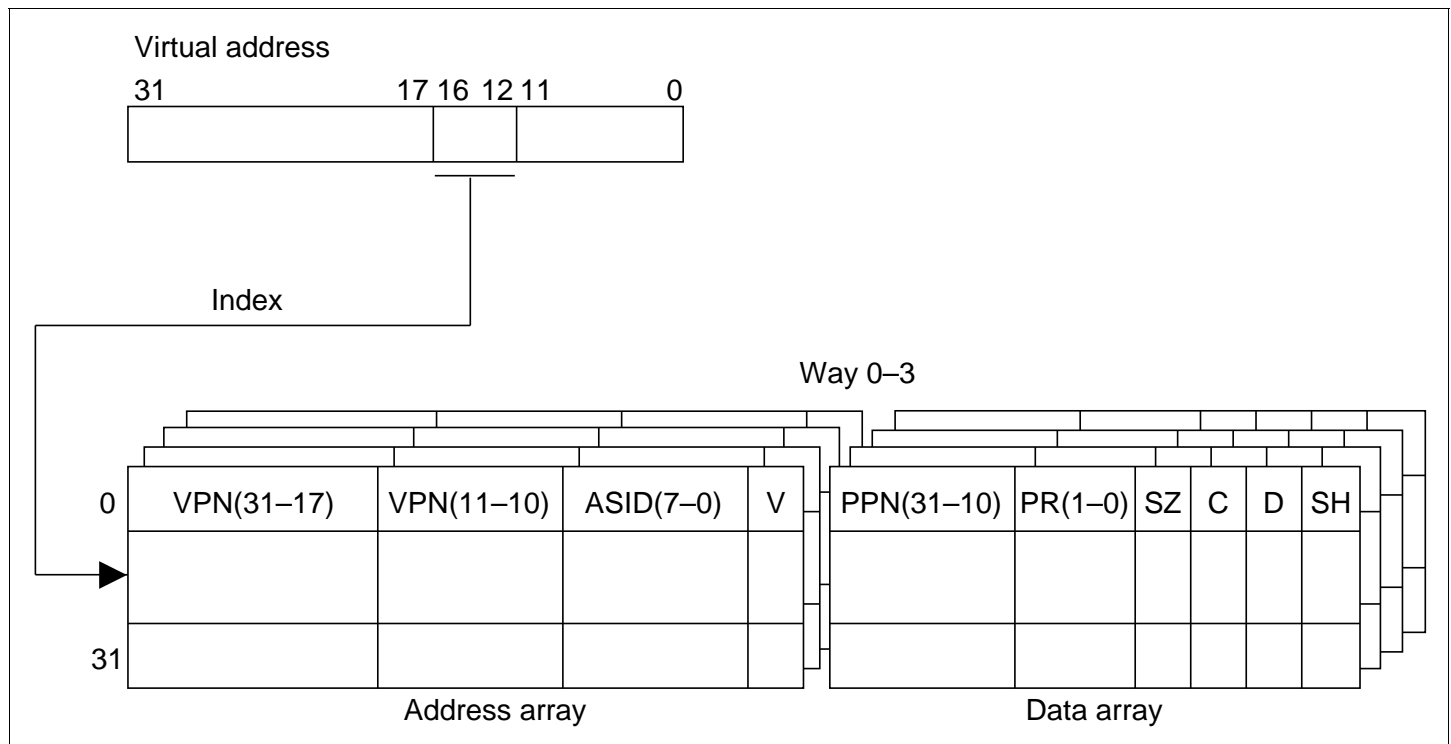 Virtual address
31 17 16 12 11 0
Index
Way 0–3
0 VPN(31–17) VPN(11–10) ASID(7–0) V PPN(31–10) PR(1–0) SZ C D SH
31
Address array Data array